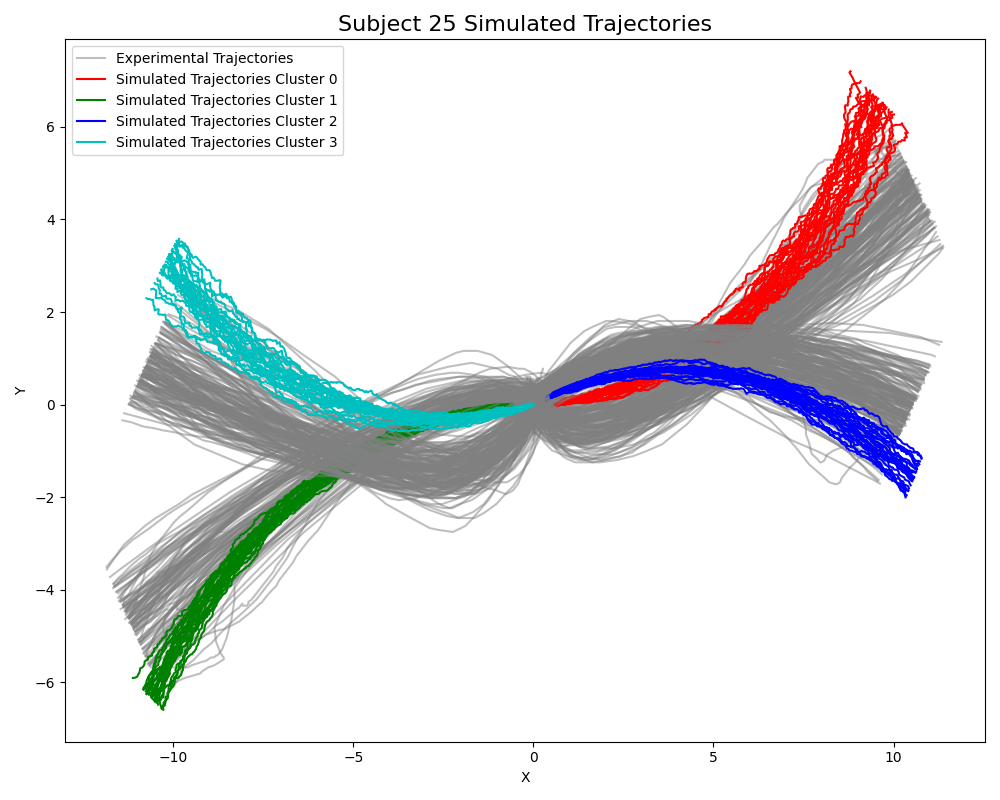 Subject 25 Simulated Trajectories
Experimental Trajectories
Simulated Trajectories Cluster 0
Simulated Trajectories Cluster 1
Simulated Trajectories Cluster 2
Simulated Trajectories Cluster 3
6
4
2
0
−2
−4
−6
Y
−10
−5
0
5
10
X